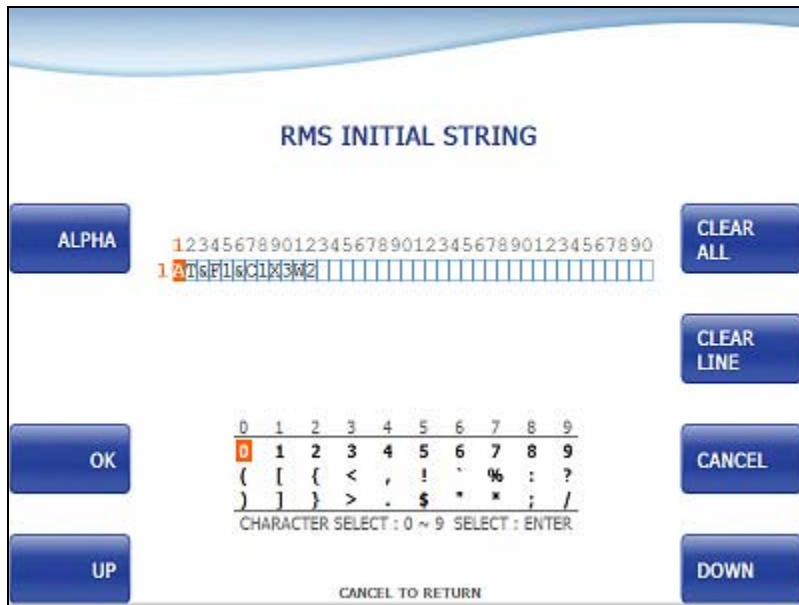 RMS INITIAL STRING
ALPHA
CLEAR ALL
1234567890123456789012345678901234567890
1 AT&F1&C1X3W2
CLEAR LINE
0 1 2 3 4 5 6 7 8 9
0 1 2 3 4 5 6 7 8 9
( [ { < , ! ` % : ?
) ] } > . $ " * ; /
CHARACTER SELECT : 0 ~ 9 SELECT : ENTER
OK
CANCEL
UP
DOWN
CANCEL TO RETURN